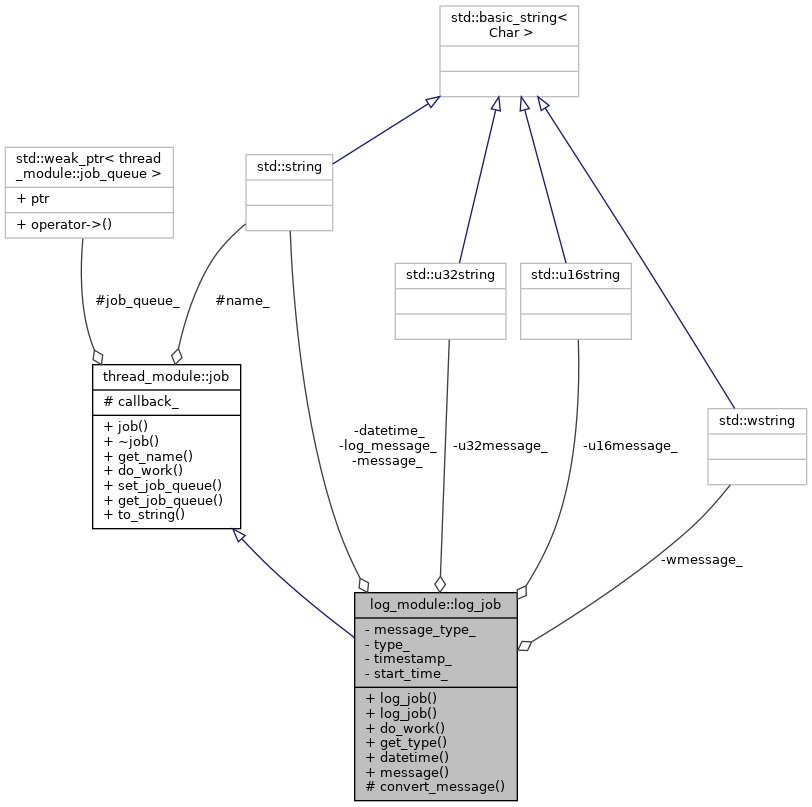 std::basic_string<
Char >
std::weak_ptr< thread
_module::job_queue >
+ ptr
+ operator->()
std::string
std::u32string
std::u16string
#job_queue_
#name_
thread_module::job
# callback_
+ job()
+ ~job()
+ get_name()
+ do_work()
+ set_job_queue()
+ get_job_queue()
+ to_string()
std::wstring
-datetime_
-log_message_
-message_
-u32message_
-u16message_
-wmessage_
log_module::log_job
- message_type_
- type_
- timestamp_
- start_time_
+ log_job()
+ log_job()
+ do_work()
+ get_type()
+ datetime()
+ message()
# convert_message()